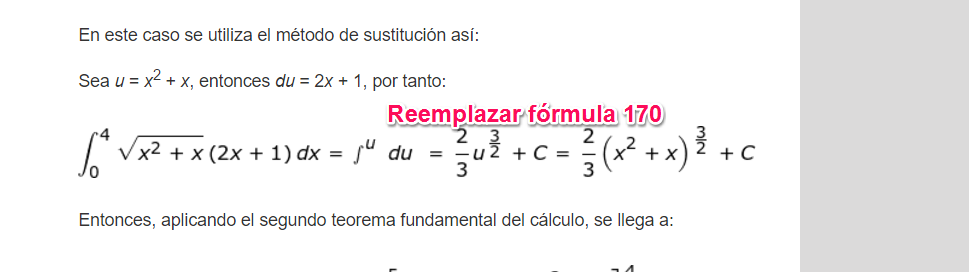 En este caso se utiliza el método de sustitución así:
Sea u = x² + x, entonces du = 2x + 1, por tanto:
Reemplazar fórmula 170
∫₀⁴ √(x² + x) (2x + 1) dx = ∫ᵘ du = 2/3 u^(3/2) + C = 2/3 (x² + x)^(3/2) + C
Entonces, aplicando el segundo teorema fundamental del cálculo, se llega a: